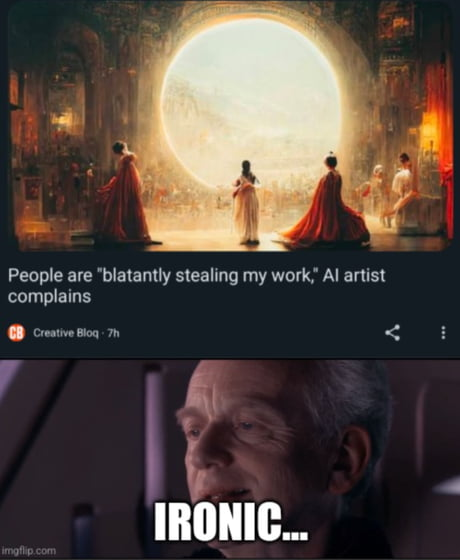 People are "blatantly stealing my work," AI artist
complains
CB Creative Bloq · 7h
IRONIC...
imgflip.com